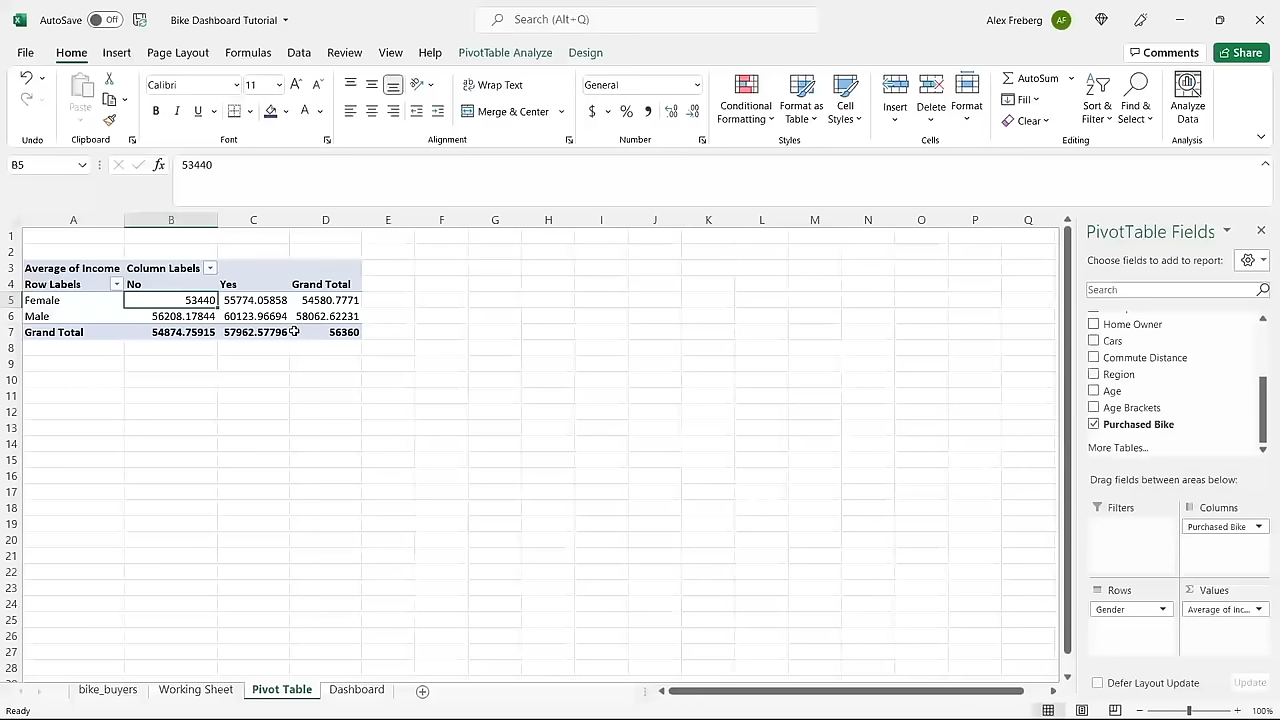 AutoSave Off Bike Dashboard Tutorial Search (Alt+Q) Alex Freberg AF
File Home Insert Page Layout Formulas Data Review View Help PivotTable Analyze Design Comments Share
Calibri 11 Wrap Text General AutoSum
Paste Conditional Formatting Format as Table Cell Styles Insert Delete Format Fill Sort & Filter Find & Select Analyze Data
B I U A Merge & Center $ % Clear
Undo Clipboard Font Alignment Number Styles Cells Editing Analysis
B5 fx 53440
A B C D E F G H I J K L M N O P Q
1
2
3 Average of Income Column Labels
4 Row Labels No Yes Grand Total
5 Female 53440 55774.05858 54580.7771
6 Male 56208.17844 60123.96694 58062.62231
7 Grand Total 54874.75915 57962.57796 56360
8
9
10
11
12
13
14
15
16
17
18
19
20
21
22
23
24
25
26
27
28
PivotTable Fields
Choose fields to add to report:
Search
Home Owner
Cars
Commute Distance
Region
Age
Age Brackets
Purchased Bike
More Tables...
Drag fields between areas below:
Filters Columns
Purchased Bike
Rows Σ Values
Gender Average of Inc...
Defer Layout Update Update
bike_buyers Working Sheet Pivot Table Dashboard
Ready 100%